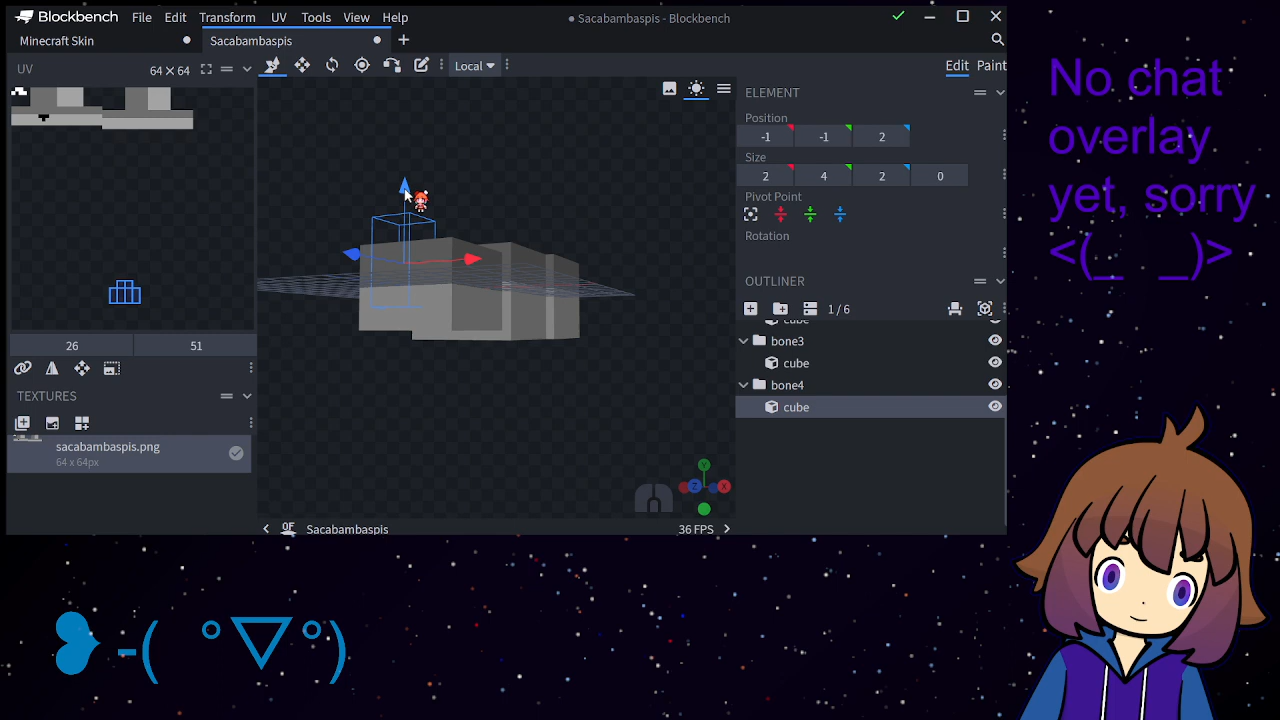 Blockbench File Edit Transform UV Tools View Help
● Sacabambaspis - Blockbench
Minecraft Skin
Sacabambaspis
UV 64 × 64
Local
Edit Paint
ELEMENT
Position
-1 -1 2
Size
2 4 2 0
Pivot Point
Rotation
OUTLINER
1 / 6
cube
bone3
cube
bone4
cube
26 51
TEXTURES
sacabambaspis.png
64 x 64px
Y
Z
X
Sacabambaspis
36 FPS
No chat
overlay
yet, sorry
<(_ _)>
❥-( °▽°)